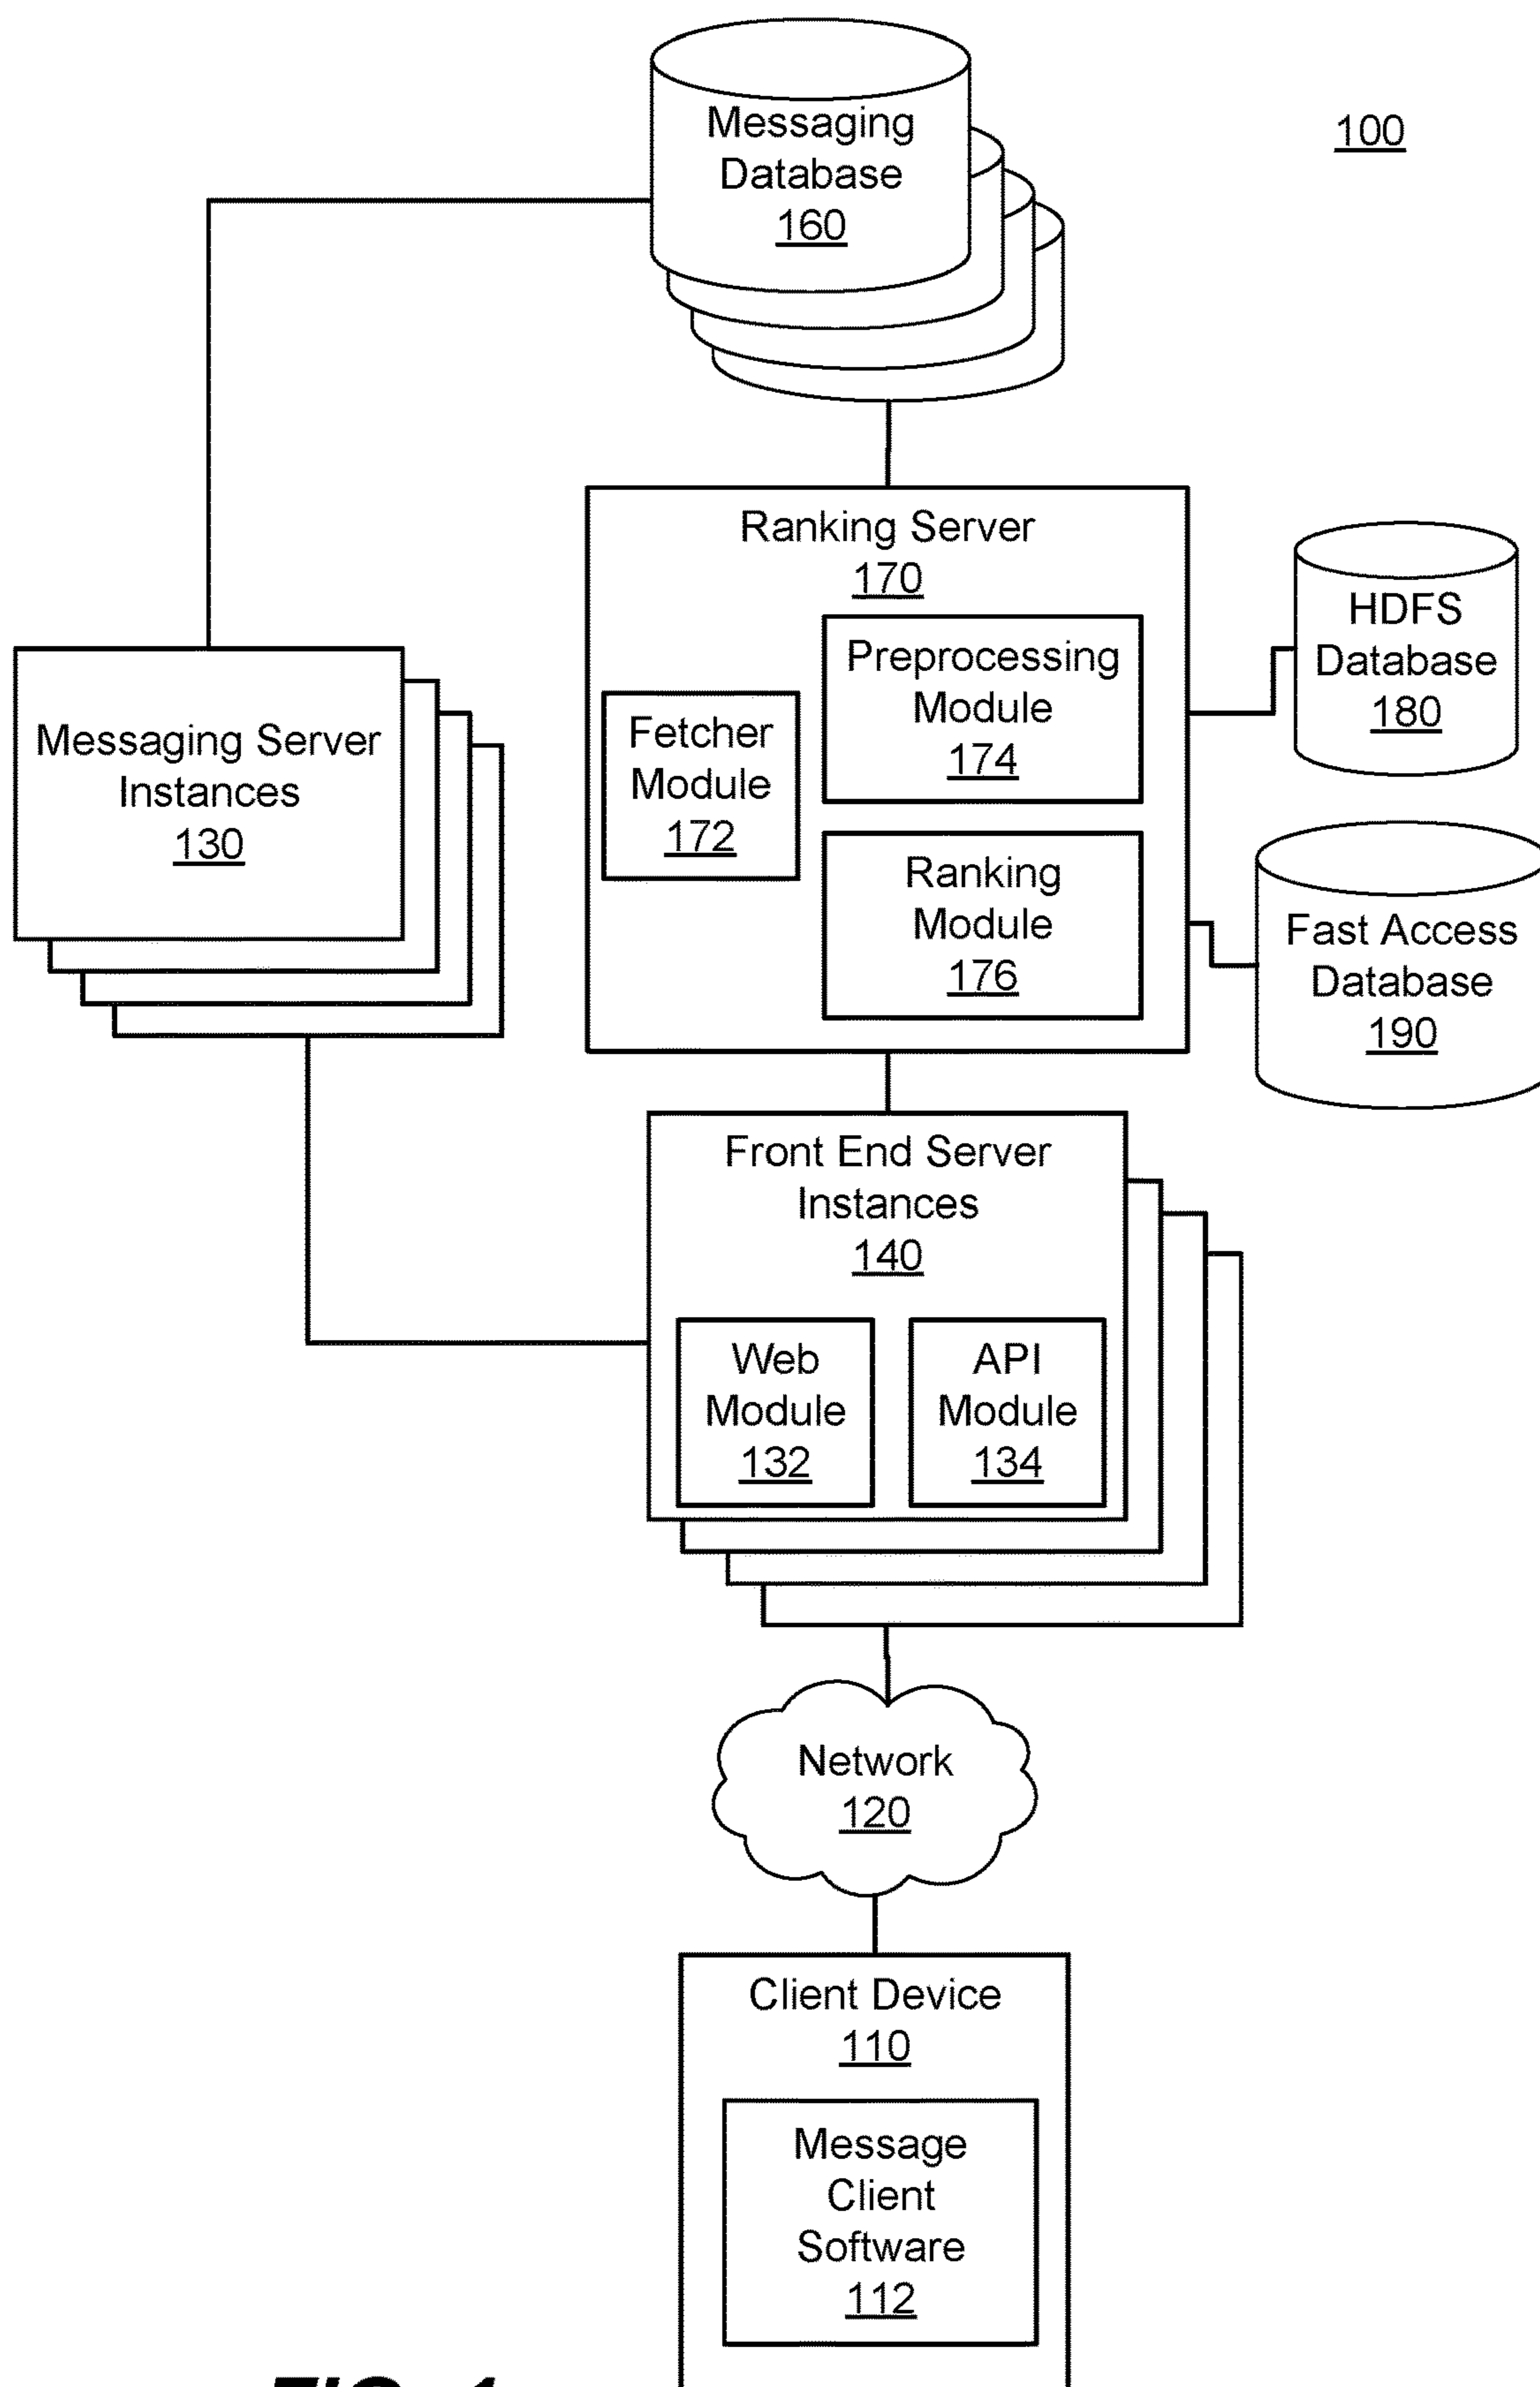 Messaging
Database
160
100
Ranking Server
170
Preprocessing
Module
174
Fetcher
Module
172
Ranking
Module
176
HDFS
Database
180
Fast Access
Database
190
Messaging Server
Instances
130
Front End Server
Instances
140
Web
Module
132
API
Module
134
Network
120
Client Device
110
Message
Client
Software
112